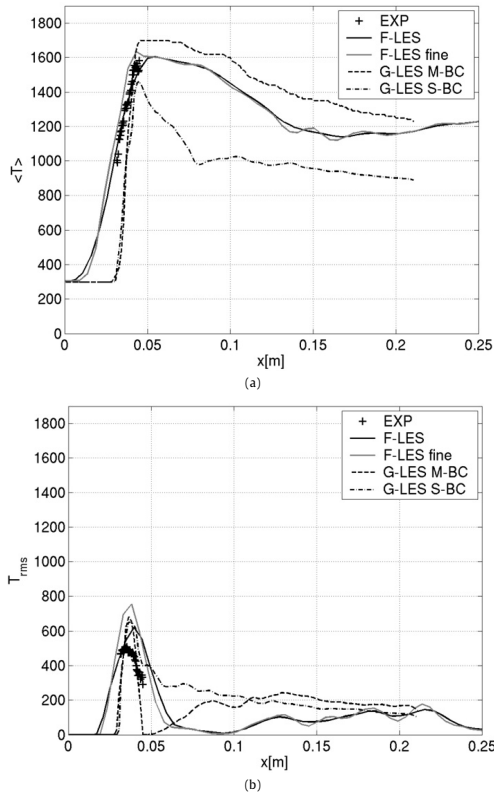 1800
1600
1400
1200
1000
800
600
400
200
0
<T>
EXP
F-LES
F-LES fine
G-LES M-BC
G-LES S-BC
0 0.05 0.1 0.15 0.2 0.25
x[m]
(a)
1800
1600
1400
1200
1000
800
600
400
200
0
Trms
EXP
F-LES
F-LES fine
G-LES M-BC
G-LES S-BC
0 0.05 0.1 0.15 0.2 0.25
x[m]
(b)